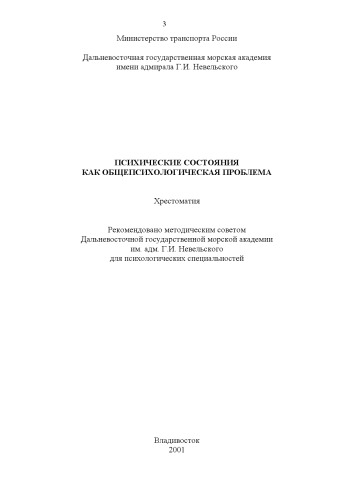 3
Министерство транспорта России
Дальневосточная государственная морская академия
имени адмирала Г.И. Невельского
ПСИХИЧЕСКИЕ СОСТОЯНИЯ
КАК ОБЩЕПСИХОЛОГИЧЕСКАЯ ПРОБЛЕМА
Хрестоматия
Рекомендовано методическим советом
Дальневосточной государственной морской академии
им. адм. Г.И. Невельского
для психологических специальностей
Владивосток
2001